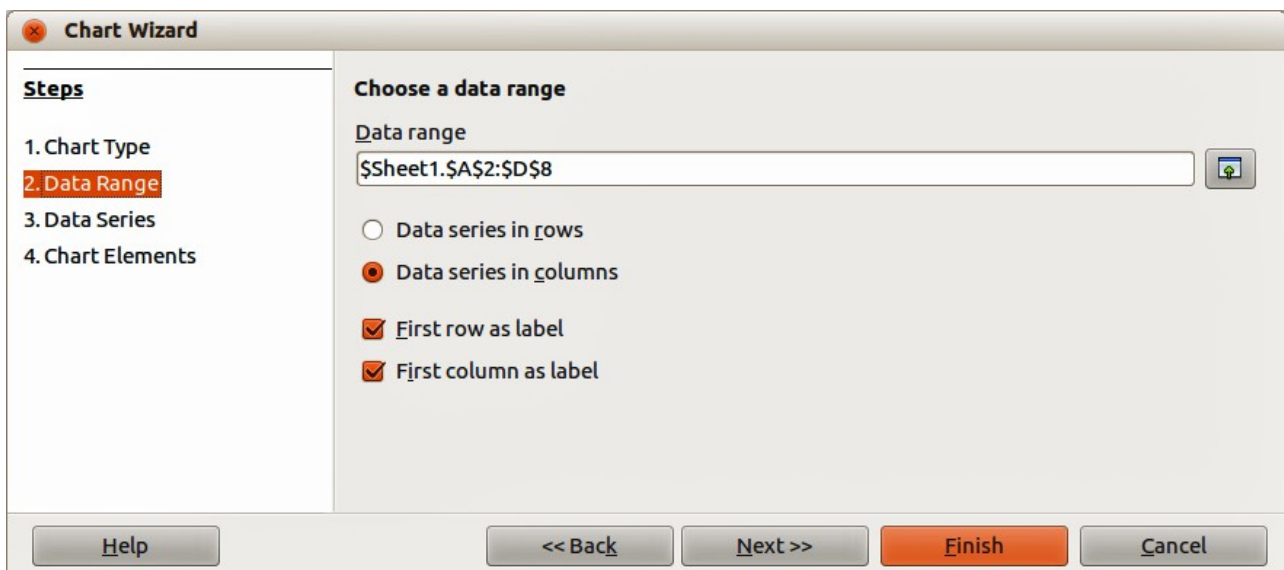 Chart Wizard
Steps
1. Chart Type
2. Data Range
3. Data Series
4. Chart Elements
Choose a data range
Data range
$Sheet1.$A$2:$D$8
Data series in rows
Data series in columns
First row as label
First column as label
Help
<< Back
Next >>
Finish
Cancel